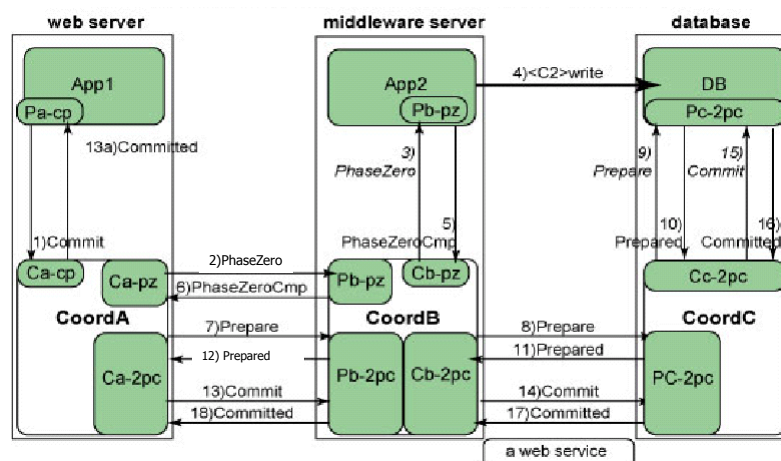 web server
middleware server
database
App1
Pa-cp
App2
Pb-pz
4)<C2>write
DB
Pc-2pc
13a)Committed
3)
PhaseZero
9)
Prepare
15)
Commit
1)Commit
5)
PhaseZeroCmp
10)
Prepared
16)
Committed
Ca-cp
Ca-pz
2)PhaseZero
6)PhaseZeroCmp
Pb-pz
Cb-pz
Cc-2pc
CoordA
CoordB
CoordC
7)Prepare
8)Prepare
12) Prepared
11)Prepared
Ca-2pc
Pb-2pc
Cb-2pc
PC-2pc
13)Commit
14)Commit
18)Committed
17)Committed
a web service